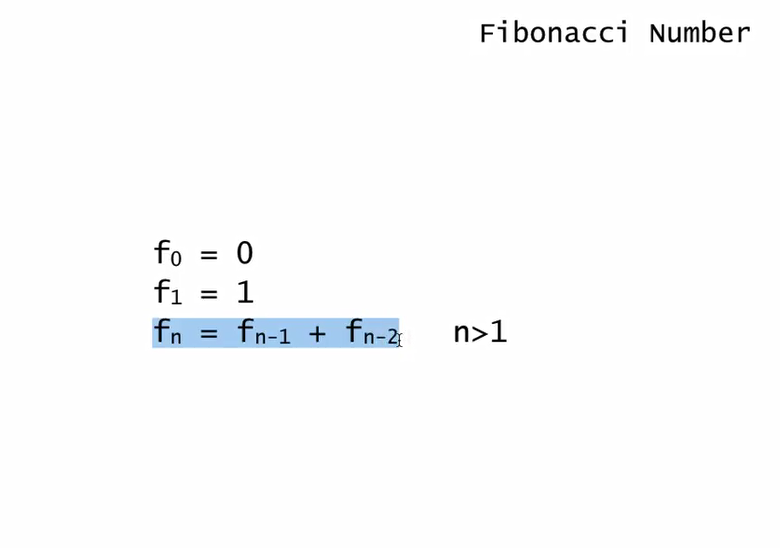 Fibonacci Number
f₀ = 0
f₁ = 1
fₙ = fₙ₋₁ + fₙ₋₂ n>1